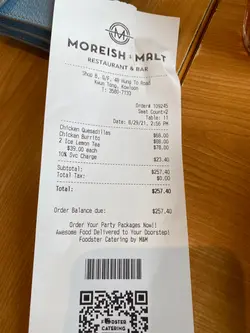 MOREISH & MALT
RESTAURANT & BAR
Shop B, G/F, 49 Hung To Road
Kwun Tong, Kowloon
T: 3580-7733
Order# 109245
Seat Count=2
Table: 11
Date: 8/29/21, 2:56 PM
Chicken Quesadillas $68.00
Chicken Burrito $88.00
2 Ice Lemon Tea $78.00
$39.00 each
10% Svc Charge $23.40
Subtotal: $257.40
Total Tax: $0.00
Total: $257.40
Order Balance due: $257.40
Order Your Party Packages Now!!
Awesome Food Delivered to Your Doorstep!
Foodster Catering by M&M
FOODSTER
CATERING